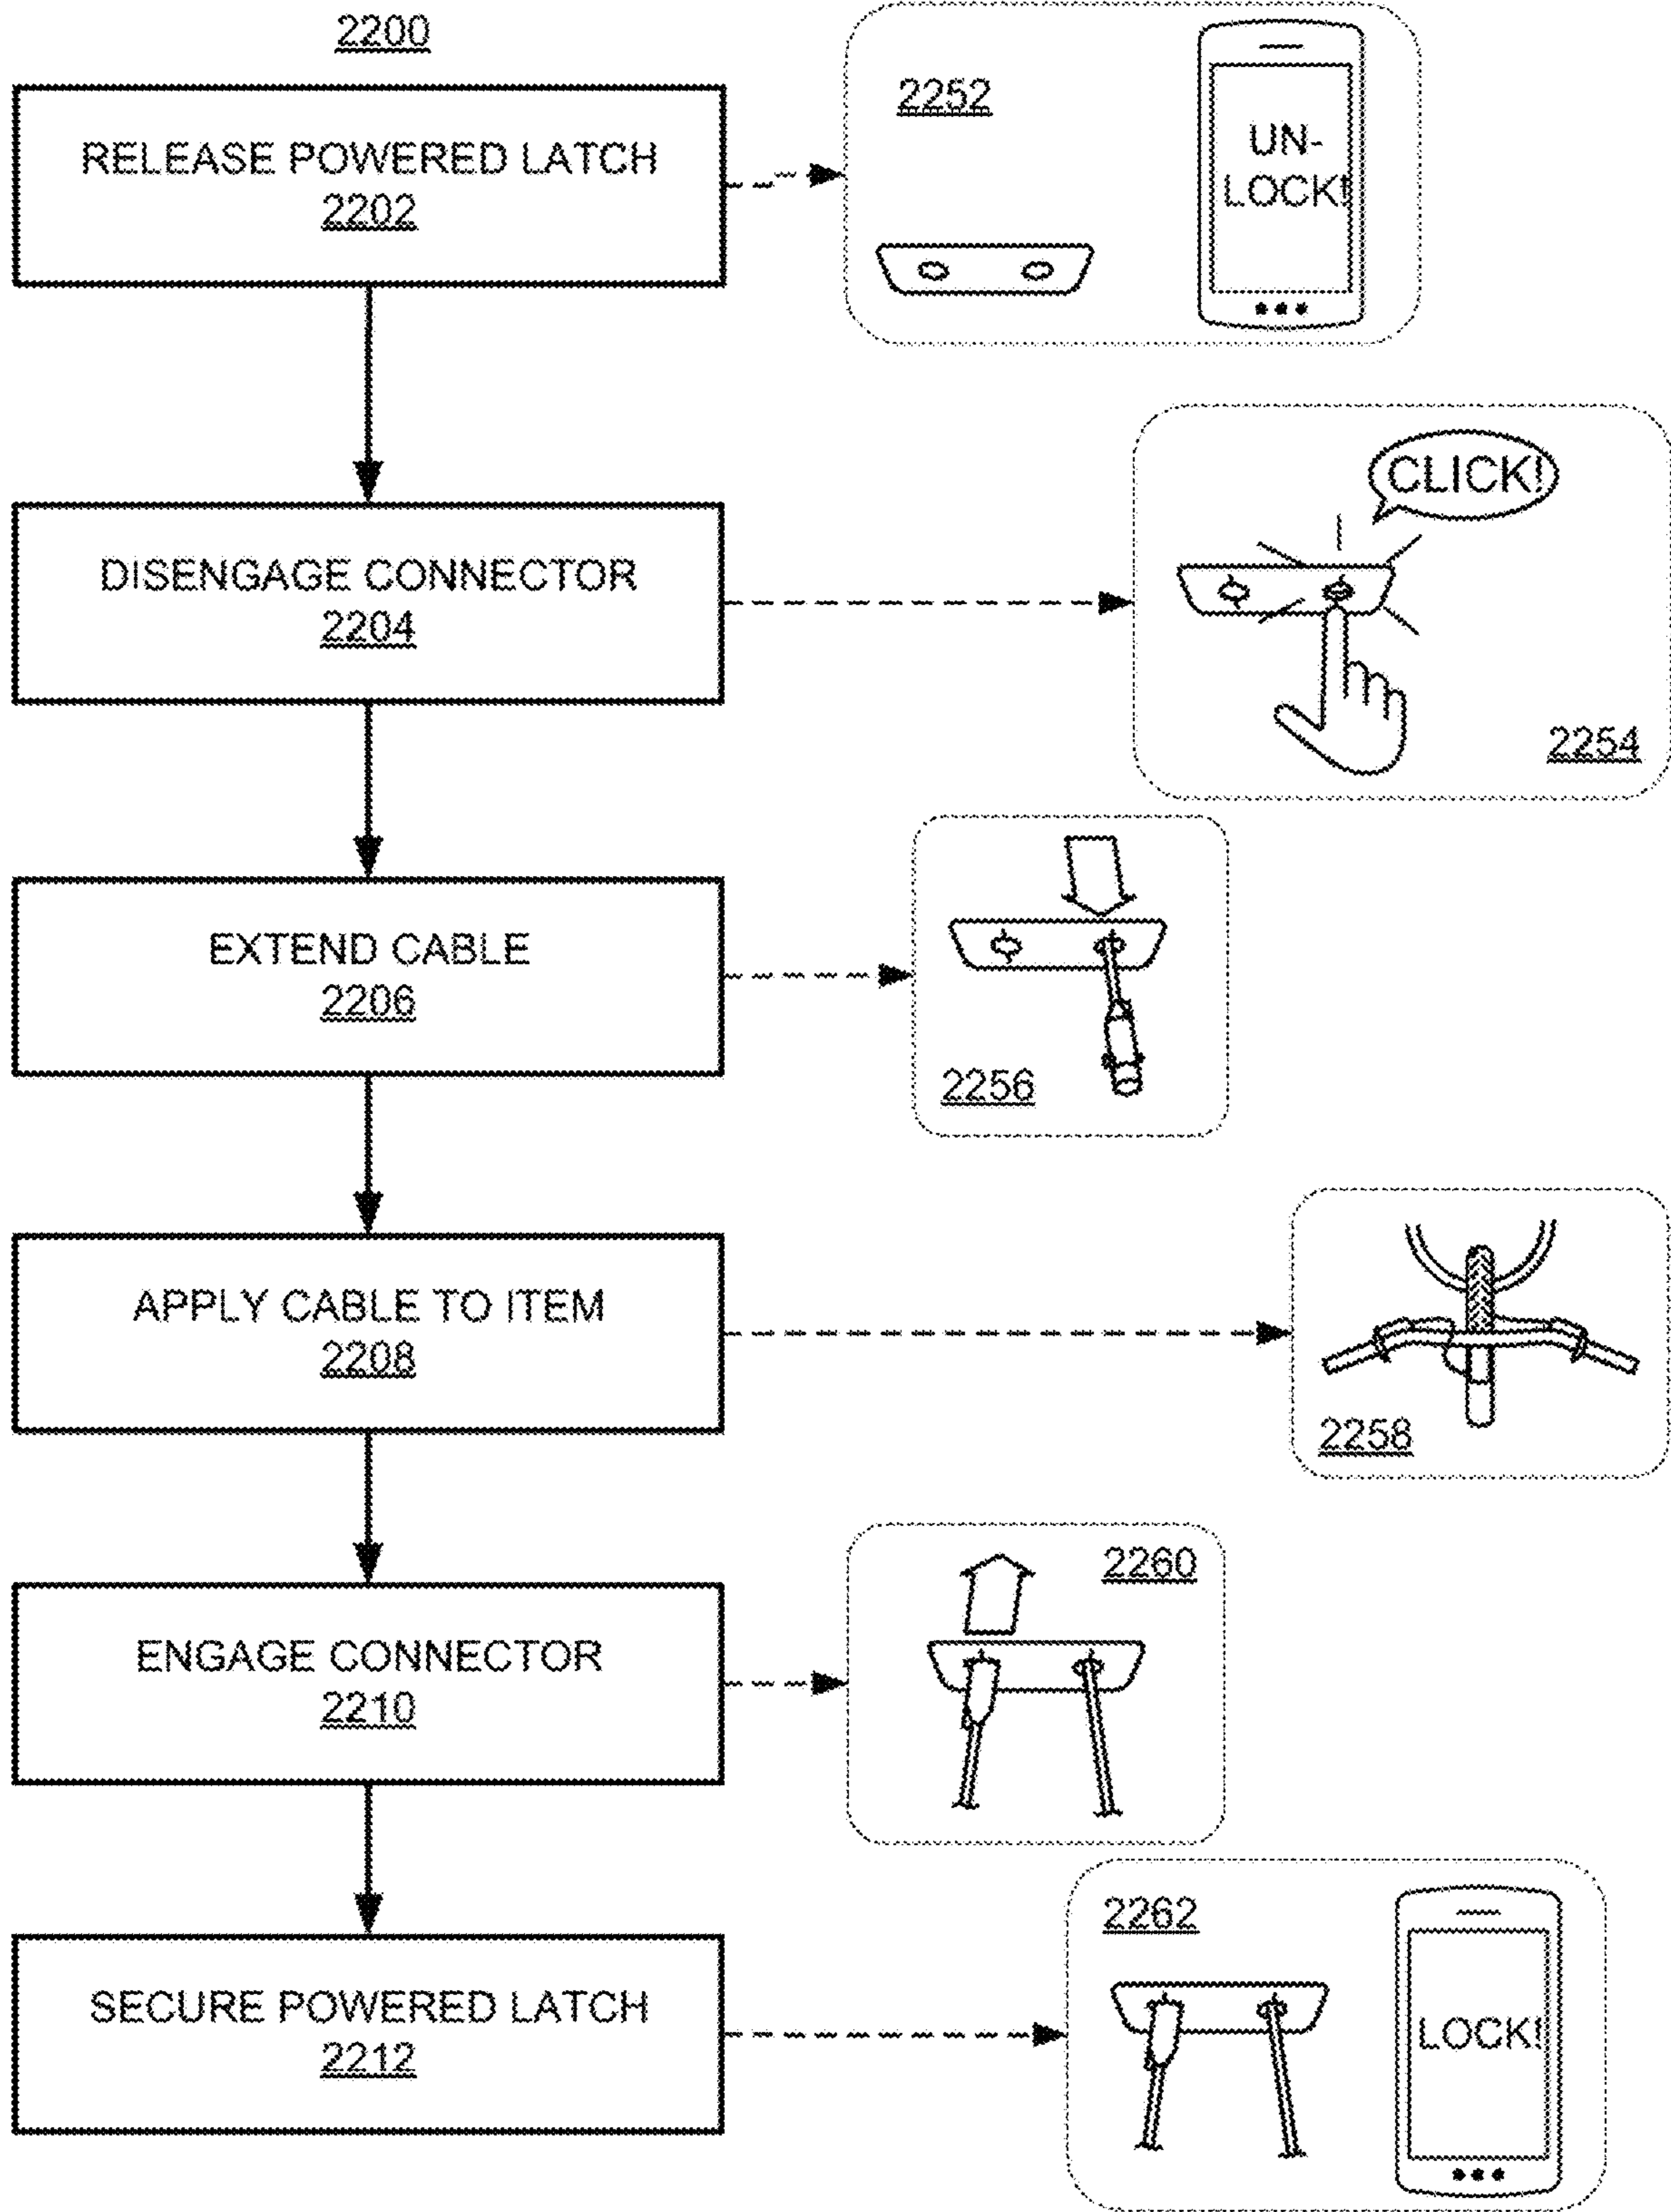 2200
RELEASE POWERED LATCH
2202
2252
UN-
LOCK!
DISENGAGE CONNECTOR
2204
CLICK!
2254
EXTEND CABLE
2206
2256
APPLY CABLE TO ITEM
2208
2258
ENGAGE CONNECTOR
2210
2260
SECURE POWERED LATCH
2212
2262
LOCK!